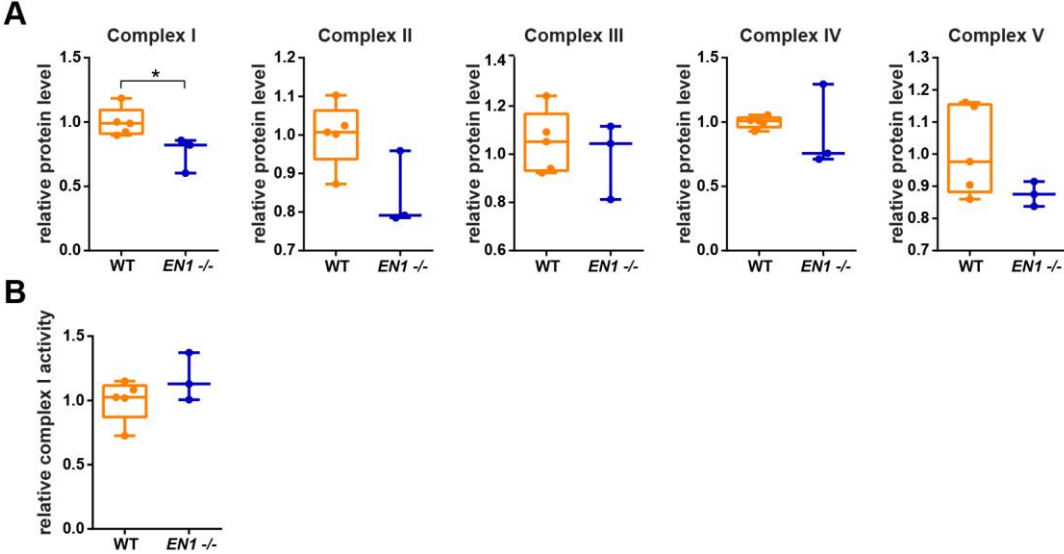 A
Complex I
relative protein level
1.5
1.0
0.5
0.0
*
WT
EN1 -/-
Complex II
relative protein level
1.2
1.1
1.0
0.9
0.8
0.7
WT
EN1 -/-
Complex III
relative protein level
1.4
1.2
1.0
0.8
0.6
WT
EN1 -/-
Complex IV
relative protein level
1.5
1.0
0.5
0.0
WT
EN1 -/-
Complex V
relative protein level
1.3
1.2
1.1
1.0
0.9
0.8
0.7
WT
EN1 -/-
B
relative complex I activity
1.5
1.0
0.5
0.0
WT
EN1 -/-